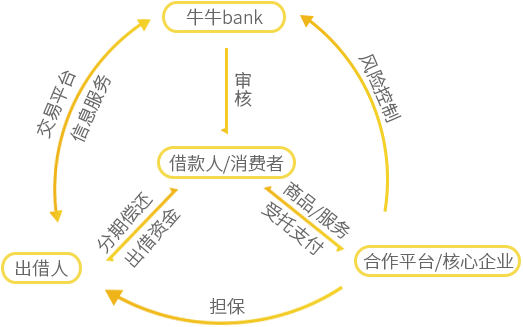 牛牛bank
审核
交易平台
信息服务
风险控制
借款人/消费者
分期偿还
出借资金
商品/服务
受托支付
出借人
合作平台/核心企业
担保